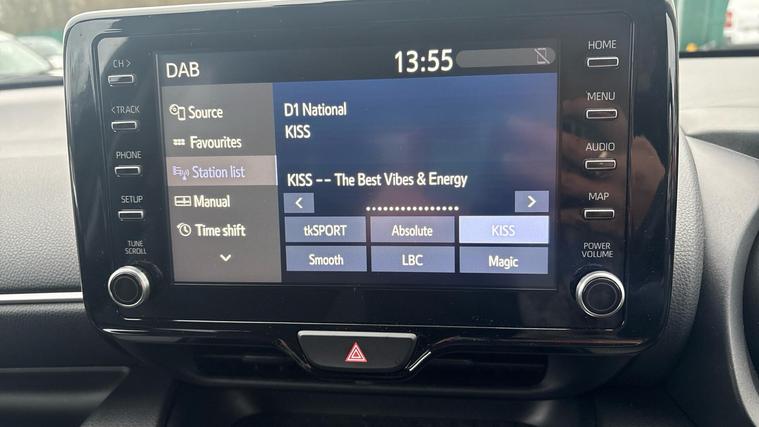 DAB
13:55
CH >
< TRACK
PHONE
SETUP
TUNE
SCROLL
Source
Favourites
Station list
Manual
Time shift
D1 National
KISS
KISS -- The Best Vibes & Energy
< >
tkSPORT Absolute KISS
Smooth LBC Magic
HOME
MENU
AUDIO
MAP
POWER
VOLUME